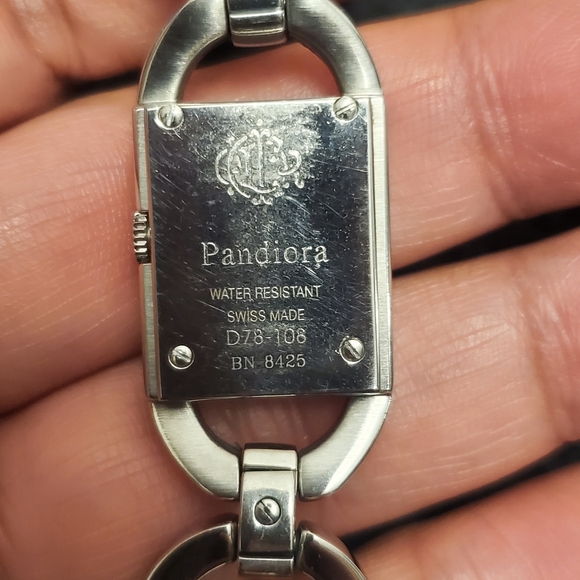 Pandiora
WATER RESISTANT
SWISS MADE
D78-108
BN 8425